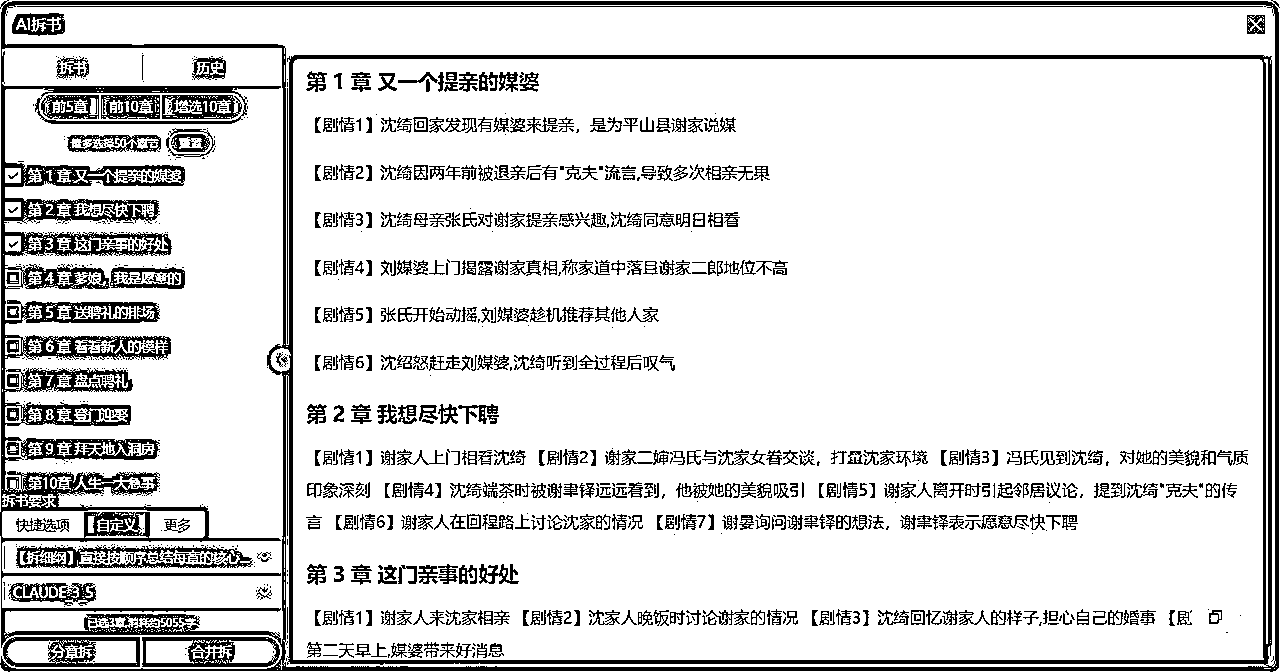 AI拆书
拆书
历史
前5章
前10章
增选10章
最多选择50个章节
重置
第 1 章 又一个提亲的媒婆
第 2 章 我想尽快下聘
第 3 章 这门亲事的好处
第 4 章 爹娘，我是愿意的
第 5 章 送聘礼的排场
第 6 章 看看新人的模样
第 7 章 盘点聘礼
第 8 章 登门迎娶
第 9 章 拜天地入洞房
第10章 人生一大急事
拆书要求
快捷选项
自定义
更多
【拆细纲】直接按顺序总结每章的核心...
CLAUDE 3.5
已选3章,消耗约5055字
分章拆
合并拆
第 1 章 又一个提亲的媒婆
【剧情1】沈绮回家发现有媒婆来提亲，是为平山县谢家说媒
【剧情2】沈绮因两年前被退亲后有"克夫"流言,导致多次相亲无果
【剧情3】沈绮母亲张氏对谢家提亲感兴趣,沈绮同意明日相看
【剧情4】刘媒婆上门揭露谢家真相,称家道中落且谢家二郎地位不高
【剧情5】张氏开始动摇,刘媒婆趁机推荐其他人家
【剧情6】沈绍怒赶走刘媒婆,沈绮听到全过程后叹气
第 2 章 我想尽快下聘
【剧情1】谢家人上门相看沈绮 【剧情2】谢家二婶冯氏与沈家女眷交谈，打量沈家环境 【剧情3】冯氏见到沈绮，对她的美貌和气质
印象深刻 【剧情4】沈绮端茶时被谢聿铎远远看到，他被她的美貌吸引 【剧情5】谢家人离开时引起邻居议论，提到沈绮"克夫"的传
言 【剧情6】谢家人在回程路上讨论沈家的情况 【剧情7】谢晏询问谢聿铎的想法，谢聿铎表示愿意尽快下聘
第 3 章 这门亲事的好处
【剧情1】谢家人来沈家相亲 【剧情2】沈家人晚饭时讨论谢家的情况 【剧情3】沈绮回忆谢家人的样子,担心自己的婚事 【剧
第二天早上,媒婆带来好消息